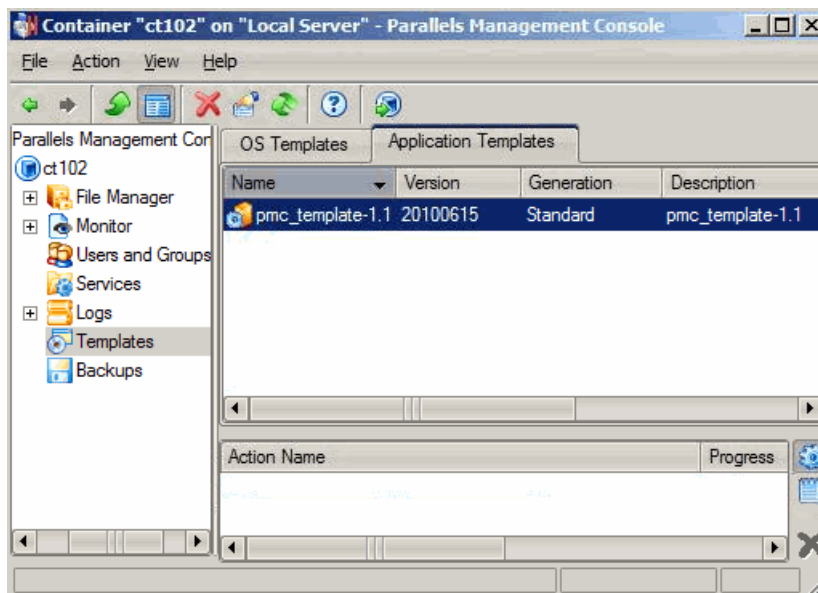 Container "ct102" on "Local Server" - Parallels Management Console
File Action View Help
Parallels Management Con
ct102
File Manager
Monitor
Users and Groups
Services
Logs
Templates
Backups
OS Templates Application Templates
Name Version Generation Description
pmc_template-1.1 20100615 Standard pmc_template-1.1
Action Name Progress